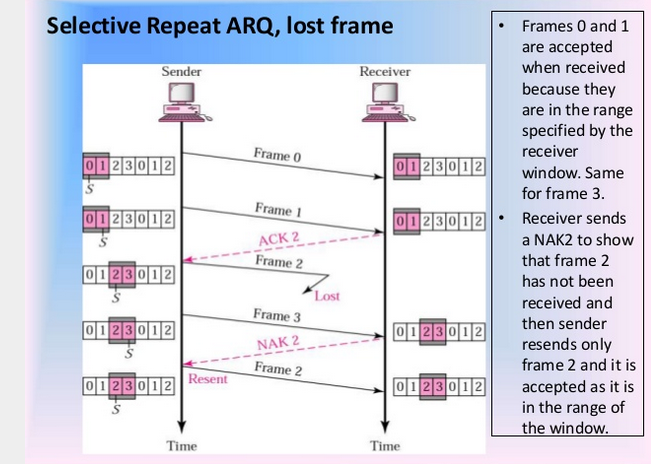 Selective Repeat ARQ, lost frame
Sender
Receiver
Frame 0
0 1 2 3 0 1 2
S
0 1 2 3 0 1 2
Frame 1
0 1 2 3 0 1 2
S
0 1 2 3 0 1 2
ACK 2
Frame 2
0 1 2 3 0 1 2
S
Lost
Frame 3
0 1 2 3 0 1 2
S
0 1 2 3 0 1 2
NAK 2
Frame 2
Resent
0 1 2 3 0 1 2
S
0 1 2 3 0 1 2
Time
Time
• Frames 0 and 1
are accepted
when received
because they
are in the range
specified by the
receiver
window. Same
for frame 3.
• Receiver sends
a NAK2 to show
that frame 2
has not been
received and
then sender
resends only
frame 2 and it is
accepted as it is
in the range of
the window.